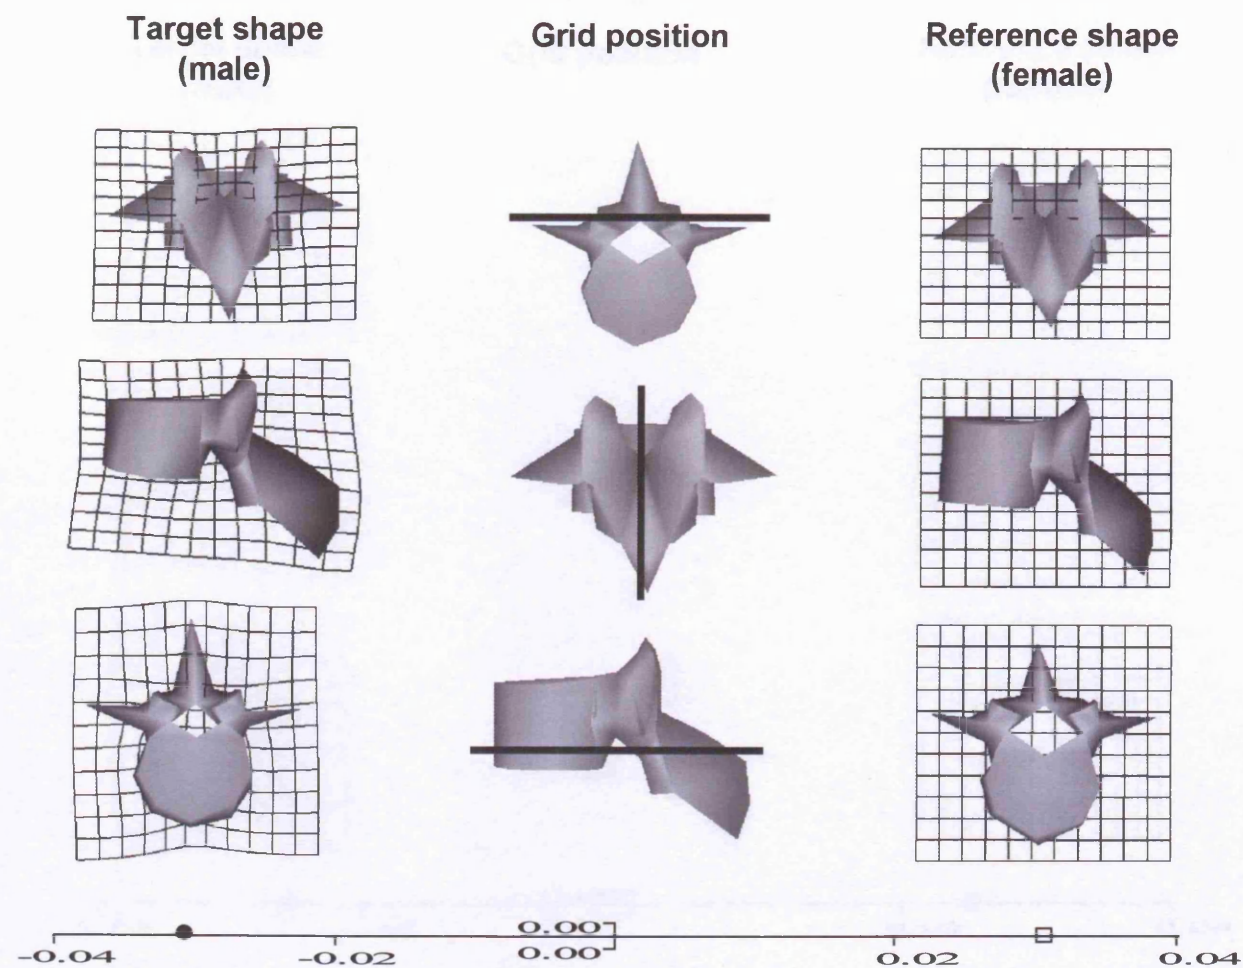 Target shape
(male)
Grid position
Reference shape
(female)
0.00
-0.04
-0.02
0.00
0.02
0.04